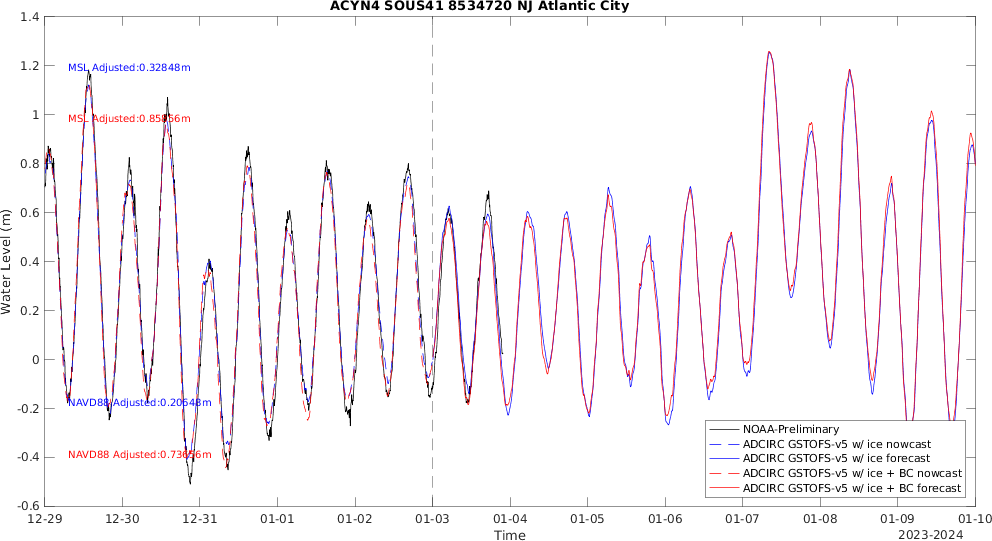 ACYN4 SOUS41 8534720 NJ Atlantic City
1.4
1.2
1
0.8
0.6
0.4
0.2
0
-0.2
-0.4
-0.6
Water Level (m)
MSL Adjusted:0.32848m
MSL Adjusted:
NAVD88 Adjusted:0.20648m
NAVD88 Adjusted:
NOAA-Preliminary
ADCIRC GSTOFS-v5 w/ ice nowcast
ADCIRC GSTOFS-v5 w/ ice forecast
ADCIRC GSTOFS-v5 w/ ice + BC nowcast
ADCIRC GSTOFS-v5 w/ ice + BC forecast
12-29 12-30 12-31 01-01 01-02 01-03 01-04 01-05 01-06 01-07 01-08 01-09 01-10
Time
2023-2024